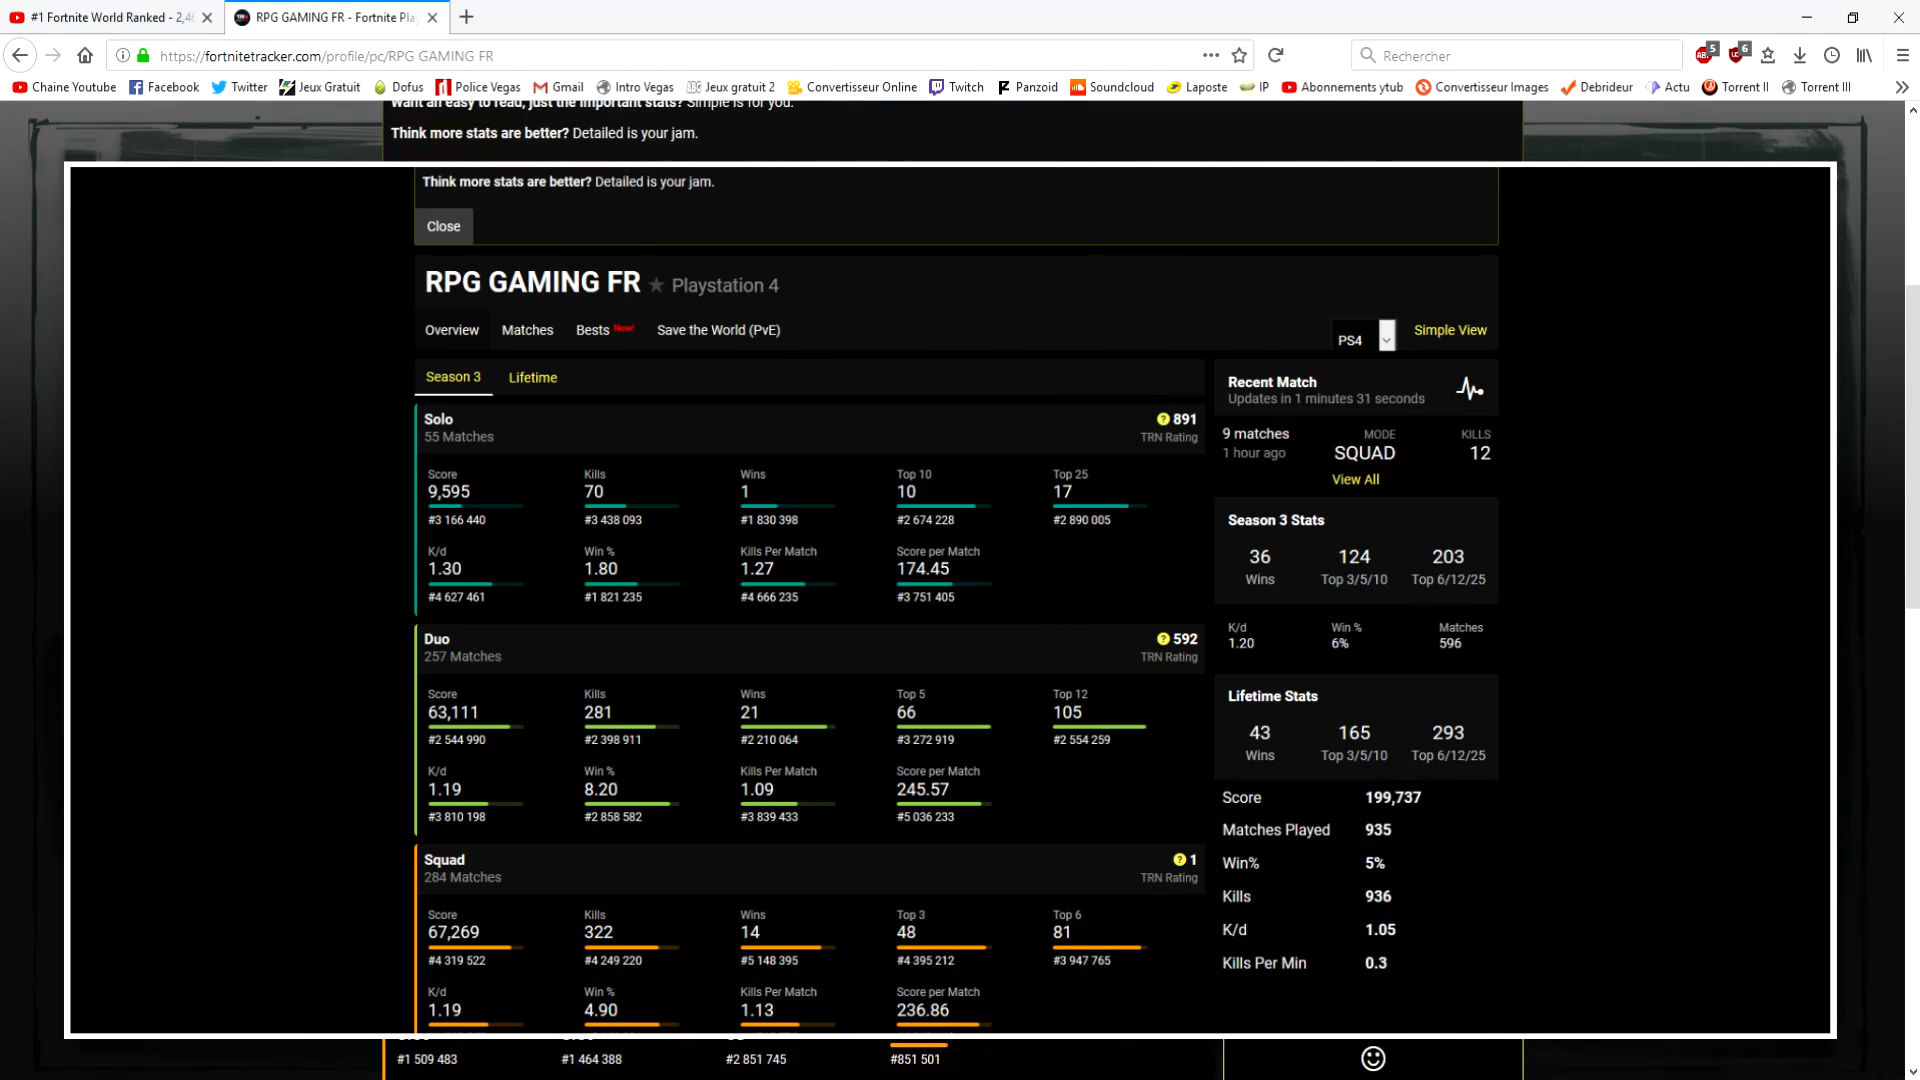 #1 Fortnite World Ranked - 2,4
RPG GAMING FR - Fortnite Pla
https://fortnitetracker.com/profile/pc/RPG GAMING FR
Rechercher
5
6
Chaine Youtube
Facebook
Twitter
Jeux Gratuit
Dofus
Police Vegas
Gmail
Intro Vegas
Jeux gratuit 2
Convertisseur Online
Twitch
Panzoid
Soundcloud
Laposte
IP
Abonnements ytub
Convertisseur Images
Debrideur
Actu
Torrent II
Torrent III
Want an easy to read, just the important stats? Simple is for you.
Think more stats are better? Detailed is your jam.
Think more stats are better? Detailed is your jam.
Close
RPG GAMING FR ★ Playstation 4
Overview Matches Bests New! Save the World (PvE)
PS4
Simple View
Season 3 Lifetime
Solo
891
55 Matches
TRN Rating
Score Kills Wins Top 10 Top 25
9,595 70 1 10 17
#3 166 440 #3 438 093 #1 830 398 #2 674 228 #2 890 005
K/d Win % Kills Per Match Score per Match
1.30 1.80 1.27 174.45
#4 627 461 #1 821 235 #4 666 235 #3 751 405
Duo
592
257 Matches
TRN Rating
Score Kills Wins Top 5 Top 12
63,111 281 21 66 105
#2 544 990 #2 398 911 #2 210 064 #3 272 919 #2 554 259
K/d Win % Kills Per Match Score per Match
1.19 8.20 1.09 245.57
#3 810 198 #2 858 582 #3 839 433 #5 036 233
Squad
1
284 Matches
TRN Rating
Score Kills Wins Top 3 Top 6
67,269 322 14 48 81
#4 319 522 #4 249 220 #5 148 395 #4 395 212 #3 947 765
K/d Win % Kills Per Match Score per Match
1.19 4.90 1.13 236.86
Recent Match
Updates in 1 minutes 31 seconds
9 matches MODE KILLS
1 hour ago SQUAD 12
View All
Season 3 Stats
36 124 203
Wins Top 3/5/10 Top 6/12/25
K/d Win % Matches
1.20 6% 596
Lifetime Stats
43 165 293
Wins Top 3/5/10 Top 6/12/25
Score 199,737
Matches Played 935
Win% 5%
Kills 936
K/d 1.05
Kills Per Min 0.3
#1 509 483 #1 464 388 #2 851 745 #851 501